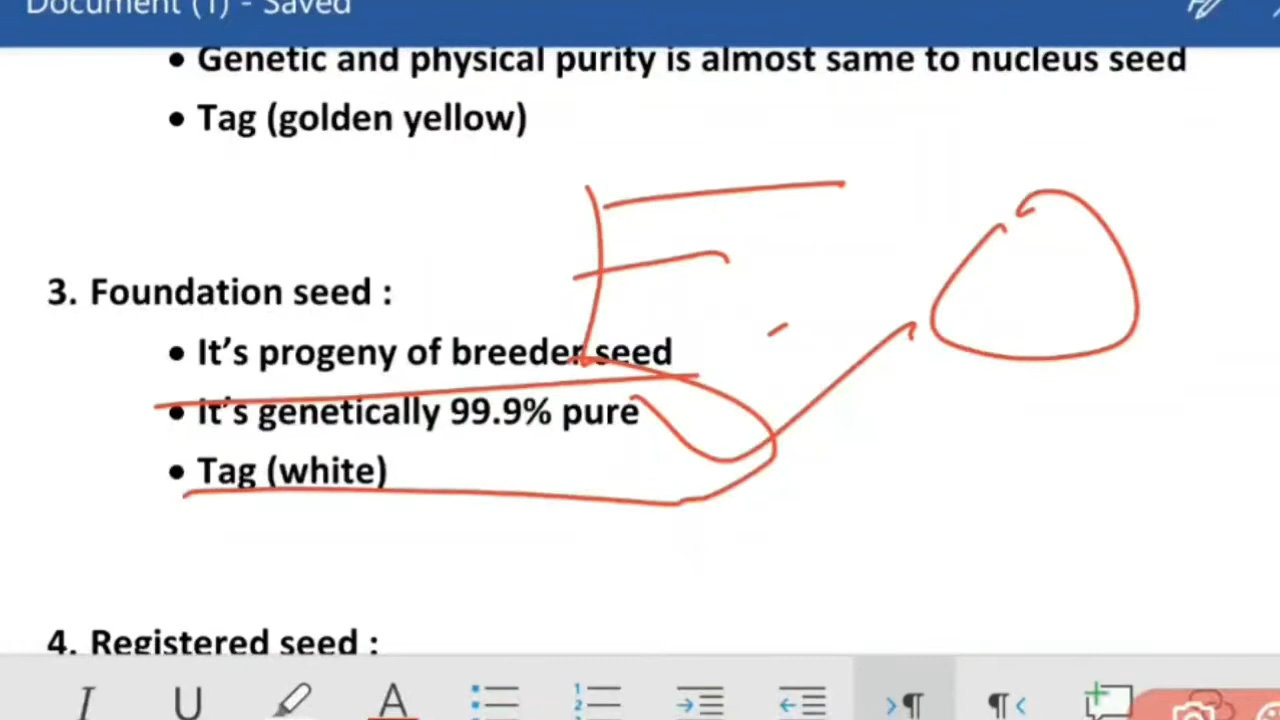 Document (1) - Saved
• Genetic and physical purity is almost same to nucleus seed
• Tag (golden yellow)
3. Foundation seed :
• It's progeny of breeder seed
• It's genetically 99.9% pure
• Tag (white)
4. Registered seed :